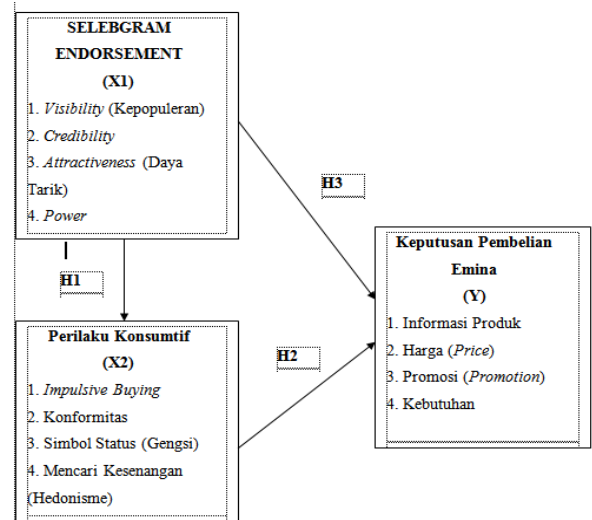 SELEBGRAM
ENDORSEMENT
(X1)
1. Visibility (Kepopuleran)
2. Credibility
3. Attractiveness (Daya
Tarik)
4. Power
H3
H1
Keputusan Pembelian
Emina
(Y)
1. Informasi Produk
2. Harga (Price)
3. Promosi (Promotion)
4. Kebutuhan
Perilaku Konsumtif
(X2)
1. Impulsive Buying
2. Konformitas
3. Simbol Status (Gengsi)
4. Mencari Kesenangan
(Hedonisme)
H2